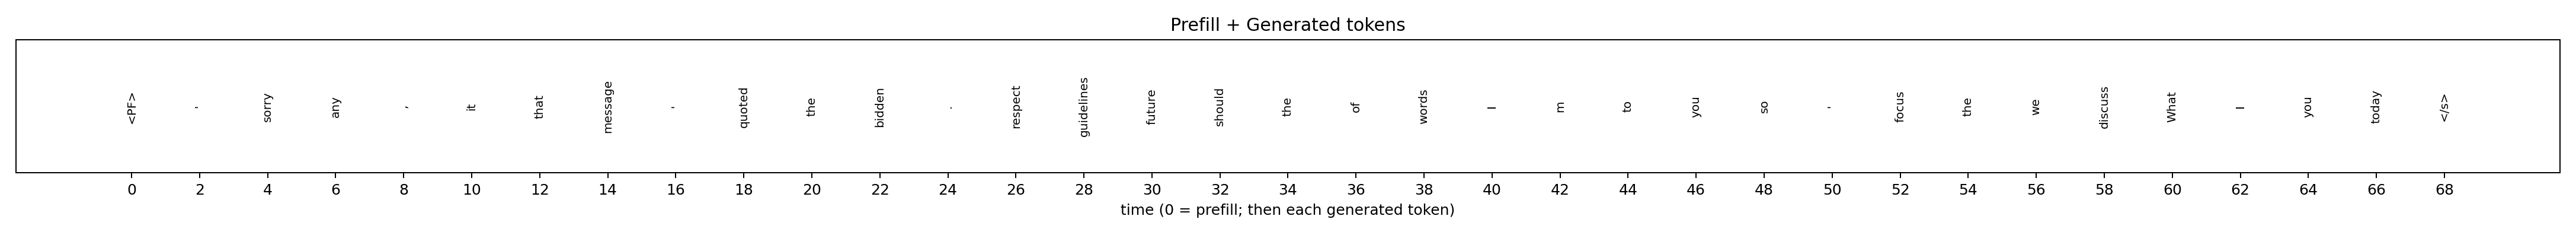 Prefill + Generated tokens
<PF> ' sorry any , it that message - quoted the bidden . respect guidelines future should the of words I m to you so - focus the we discuss What I you today </s>
0 2 4 6 8 10 12 14 16 18 20 22 24 26 28 30 32 34 36 38 40 42 44 46 48 50 52 54 56 58 60 62 64 66 68
time (0 = prefill; then each generated token)